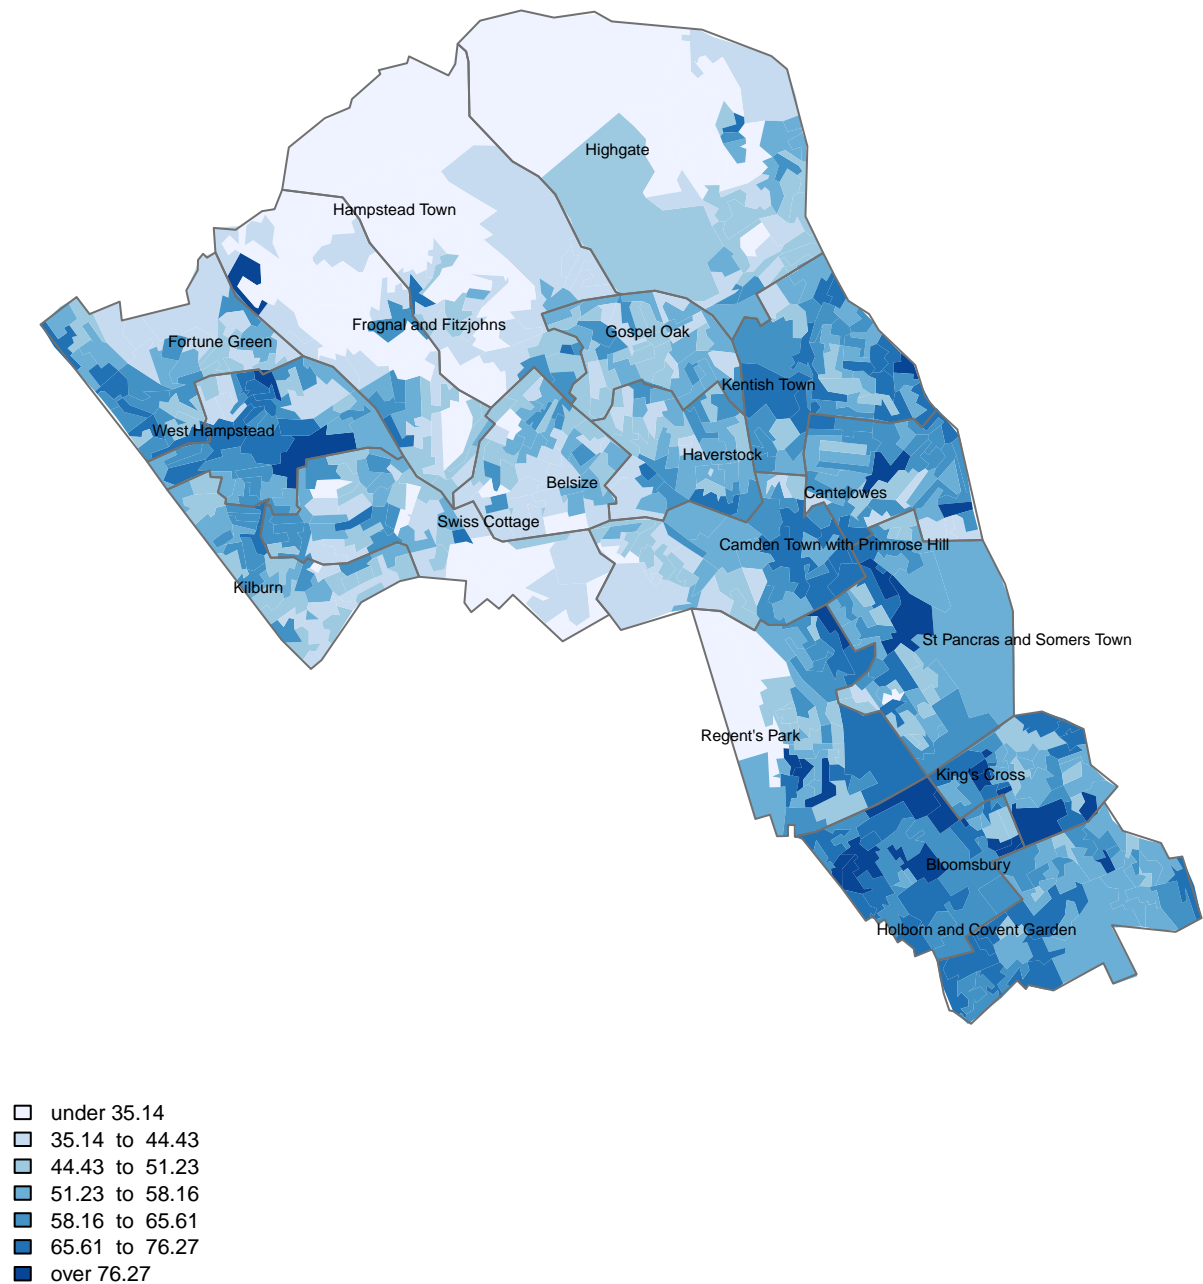 Highgate
Hampstead Town
Frognal and Fitzjohns
Gospel Oak
Fortune Green
Kentish Town
West Hampstead
Haverstock
Belsize
Cantelowes
Swiss Cottage
Camden Town with Primrose Hill
Kilburn
St Pancras and Somers Town
Regent's Park
King's Cross
Bloomsbury
Holborn and Covent Garden
under 35.14
35.14 to 44.43
44.43 to 51.23
51.23 to 58.16
58.16 to 65.61
65.61 to 76.27
over 76.27